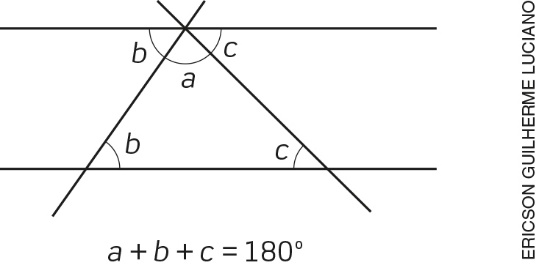 b
c
a
b
c
a + b + c = 180°
ERICSON GUILHERME LUCIANO